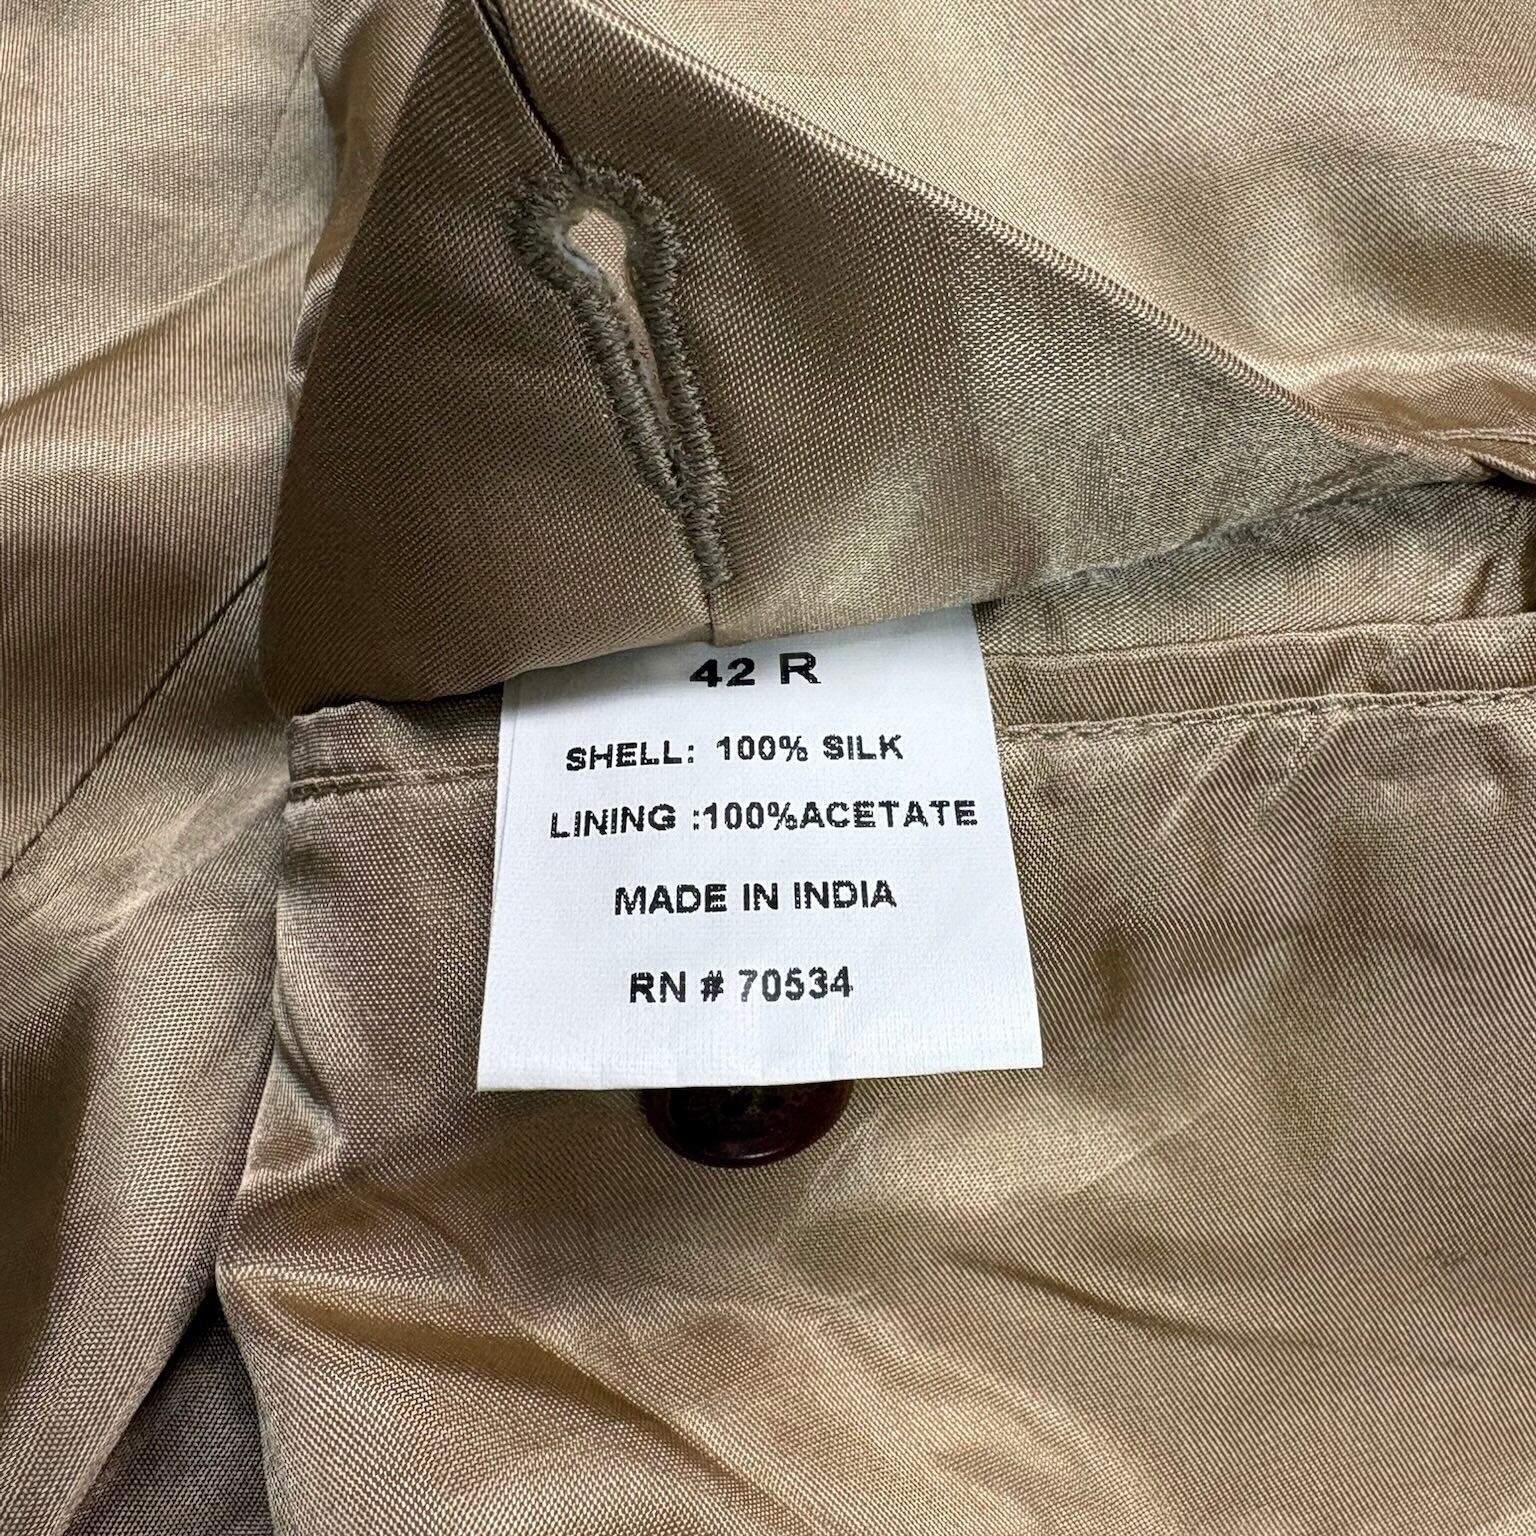 42 R
SHELL: 100% SILK
LINING :100%ACETATE
MADE IN INDIA
RN # 70534